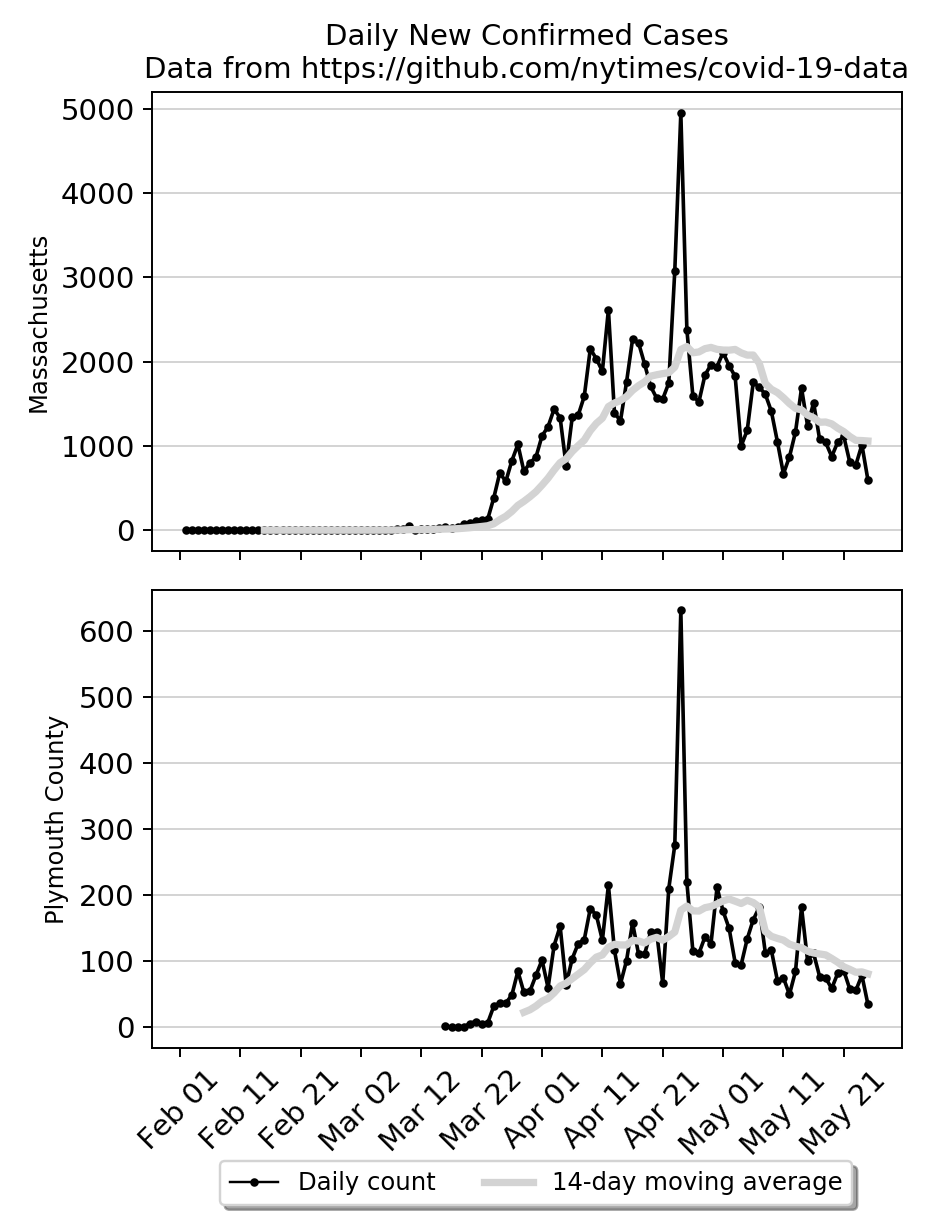 Daily New Confirmed Cases
Data from https://github.com/nytimes/covid-19-data
5000
4000
3000
2000
1000
0
Massachusetts
600
500
400
300
200
100
0
Plymouth County
Feb 01
Feb 11
Feb 21
Mar 02
Mar 12
Mar 22
Apr 01
Apr 11
Apr 21
May 01
May 11
May 21
Daily count
14-day moving average